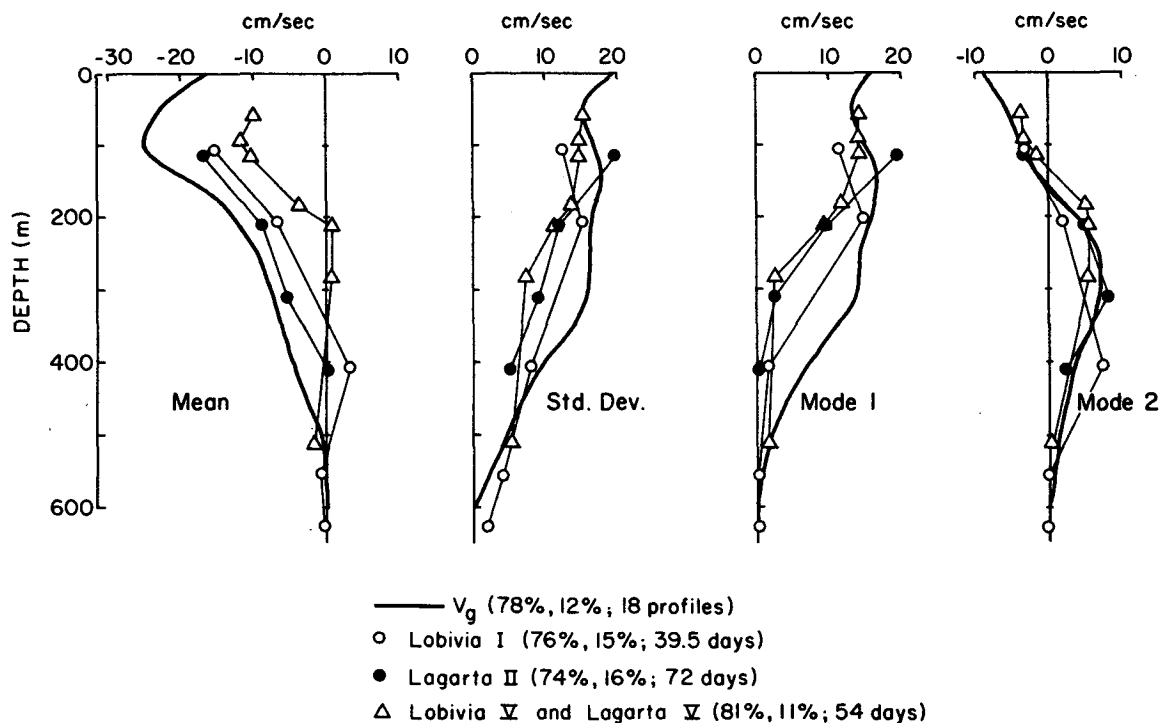 cm/sec cm/sec cm/sec cm/sec
-30 -20 -10 0 10 0 10 20 0 10 20 -10 0 10
0
200
400
600
DEPTH (m)
Mean Std. Dev. Mode 1 Mode 2
Vg (78%, 12%; 18 profiles)
Lobivia I (76%, 15%; 39.5 days)
Lagarta II (74%, 16%; 72 days)
Lobivia V and Lagarta V (81%, 11%; 54 days)